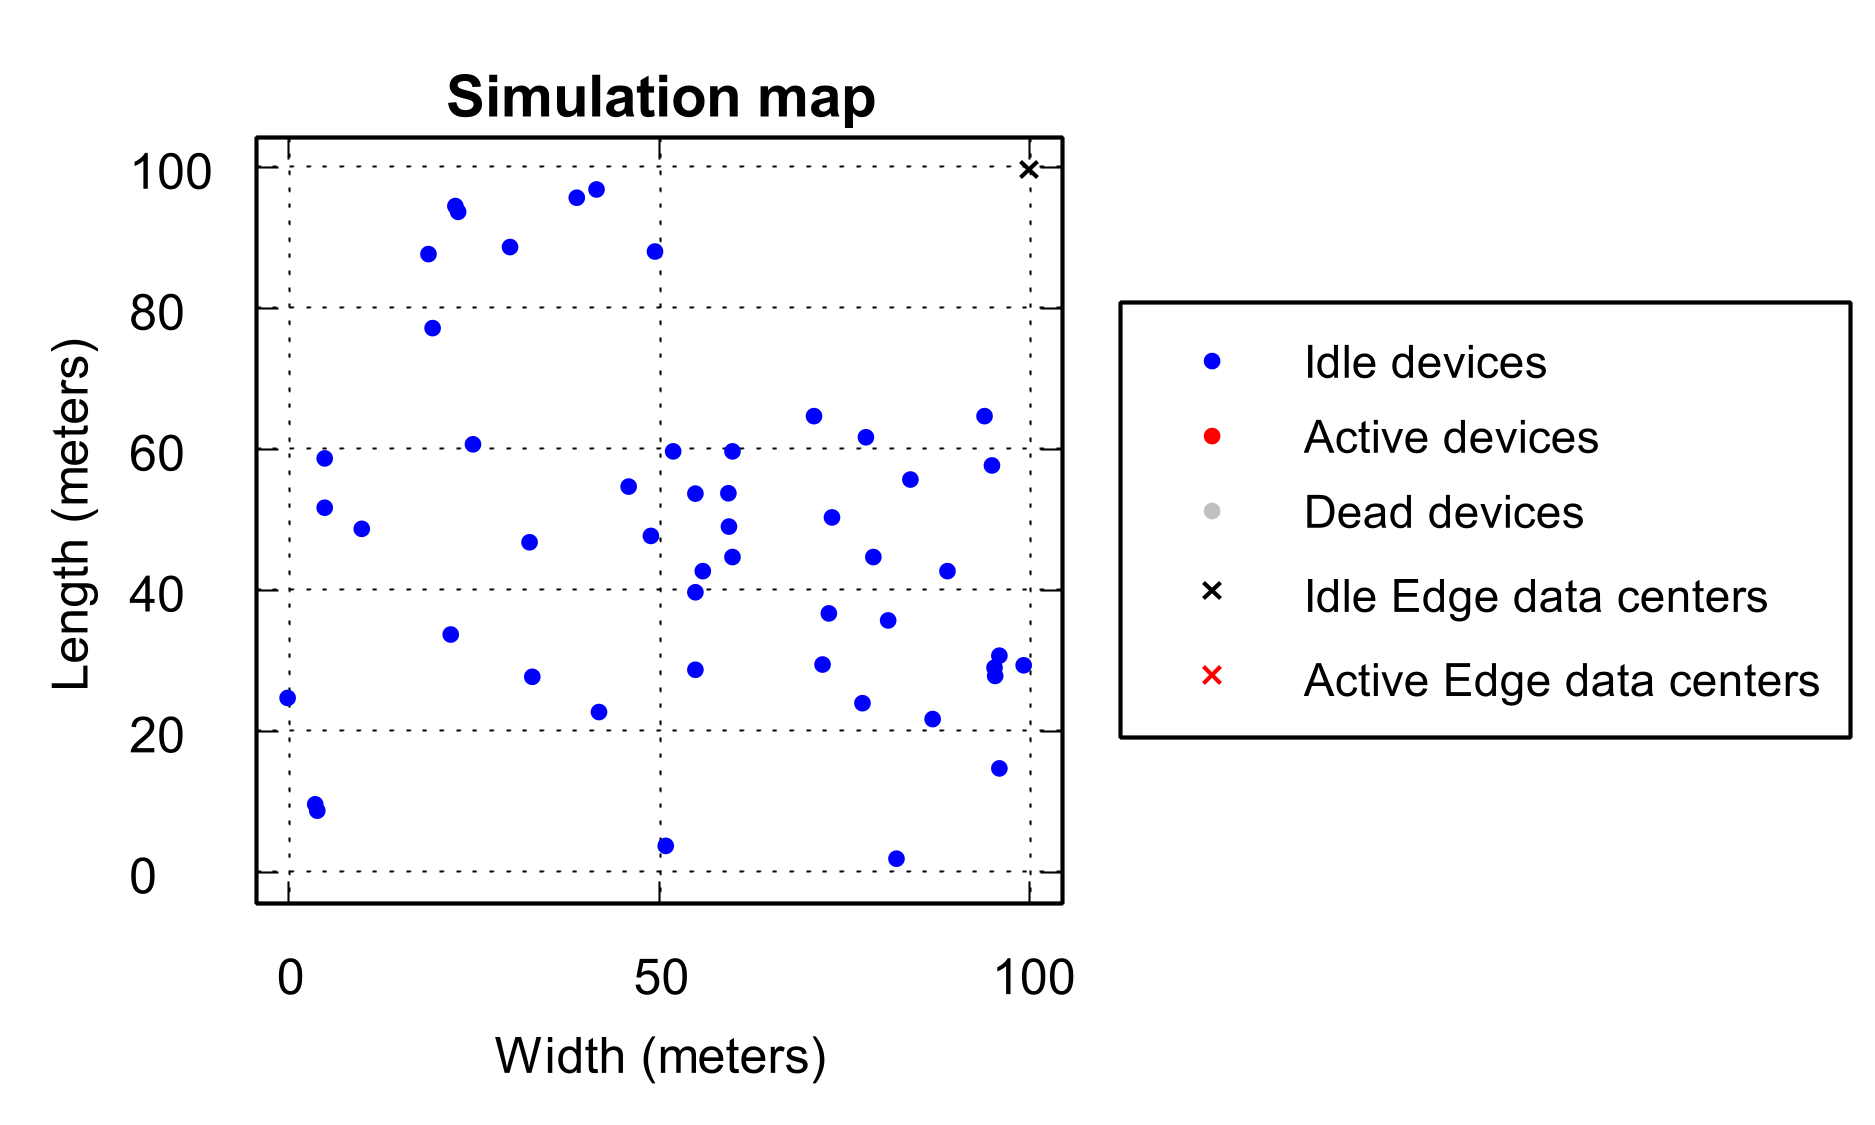 Simulation map
100
80
60
40
20
0
Length (meters)
0 50 100
Width (meters)
Idle devices
Active devices
Dead devices
Idle Edge data centers
Active Edge data centers